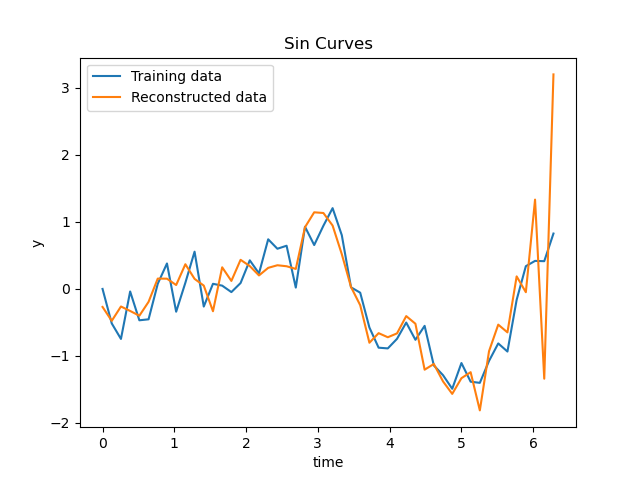 Sin Curves
Training data
Reconstructed data
y
3
2
1
0
−1
−2
0 1 2 3 4 5 6
time